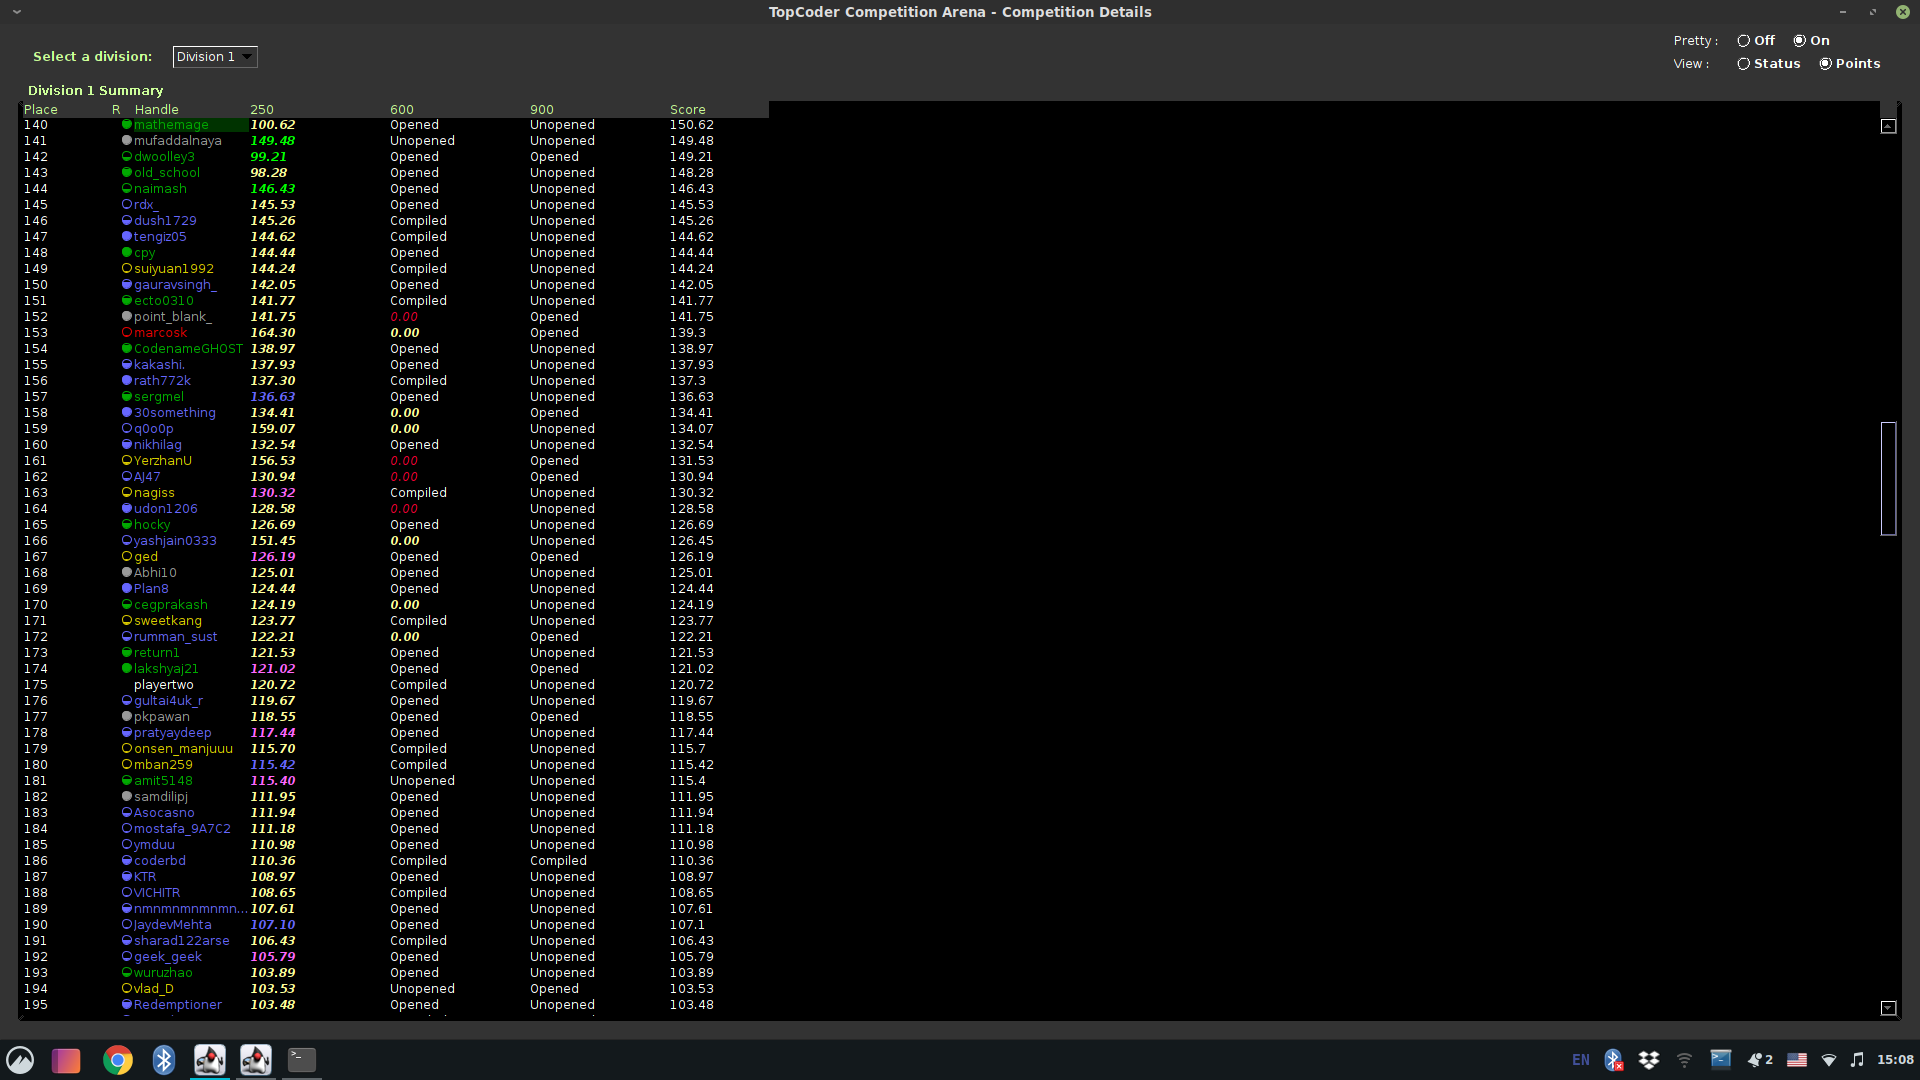 TopCoder Competition Arena - Competition Details
Pretty : Off On
Select a division: Division 1
View : Status Points
Division 1 Summary
Place R Handle 250 600 900 Score
140 mathemage 100.62 Opened Unopened 150.62
141 mufaddalnaya 149.48 Unopened Unopened 149.48
142 dwoolley3 99.21 Opened Opened 149.21
143 old_school 98.28 Opened Unopened 148.28
144 naimash 146.43 Opened Unopened 146.43
145 rdx_ 145.53 Opened Unopened 145.53
146 dush1729 145.26 Compiled Unopened 145.26
147 tengiz05 144.62 Compiled Unopened 144.62
148 cpy 144.44 Opened Unopened 144.44
149 suiyuan1992 144.24 Compiled Unopened 144.24
150 gauravsingh_ 142.05 Opened Unopened 142.05
151 ecto0310 141.77 Compiled Unopened 141.77
152 point_blank_ 141.75 0.00 Opened 141.75
153 marcosk 164.30 0.00 Opened 139.3
154 CodenameGHOST 138.97 Opened Unopened 138.97
155 kakashi. 137.93 Opened Unopened 137.93
156 rath772k 137.30 Compiled Unopened 137.3
157 sergmel 136.63 Opened Unopened 136.63
158 30something 134.41 0.00 Opened 134.41
159 q0o0p 159.07 0.00 Unopened 134.07
160 nikhilag 132.54 Opened Unopened 132.54
161 YerzhanU 156.53 0.00 Opened 131.53
162 AJ47 130.94 0.00 Opened 130.94
163 nagiss 130.32 Compiled Unopened 130.32
164 udon1206 128.58 0.00 Unopened 128.58
165 hocky 126.69 Opened Unopened 126.69
166 yashjain0333 151.45 0.00 Unopened 126.45
167 ged 126.19 Opened Opened 126.19
168 Abhi10 125.01 Opened Unopened 125.01
169 Plan8 124.44 Opened Unopened 124.44
170 cegprakash 124.19 0.00 Unopened 124.19
171 sweetkang 123.77 Compiled Unopened 123.77
172 rumman_sust 122.21 0.00 Opened 122.21
173 return1 121.53 Opened Unopened 121.53
174 lakshyaj21 121.02 Opened Opened 121.02
175 playertwo 120.72 Compiled Unopened 120.72
176 gultai4uk_r 119.67 Opened Unopened 119.67
177 pkpawan 118.55 Opened Opened 118.55
178 pratyaydeep 117.44 Opened Unopened 117.44
179 onsen_manjuuu 115.70 Compiled Unopened 115.7
180 mban259 115.42 Compiled Unopened 115.42
181 amit5148 115.40 Unopened Unopened 115.4
182 samdilipj 111.95 Opened Unopened 111.95
183 Asocasno 111.94 Opened Unopened 111.94
184 mostafa_9A7C2 111.18 Opened Unopened 111.18
185 ymduu 110.98 Opened Unopened 110.98
186 coderbd 110.36 Compiled Compiled 110.36
187 KTR 108.97 Opened Unopened 108.97
188 VICHITR 108.65 Compiled Unopened 108.65
189 nmnmnmnmnmn... 107.61 Opened Unopened 107.61
190 JaydevMehta 107.10 Opened Unopened 107.1
191 sharad122arse 106.43 Compiled Unopened 106.43
192 geek_geek 105.79 Opened Unopened 105.79
193 wuruzhao 103.89 Opened Unopened 103.89
194 vlad_D 103.53 Unopened Opened 103.53
195 Redemptioner 103.48 Opened Unopened 103.48
EN 2 15:08